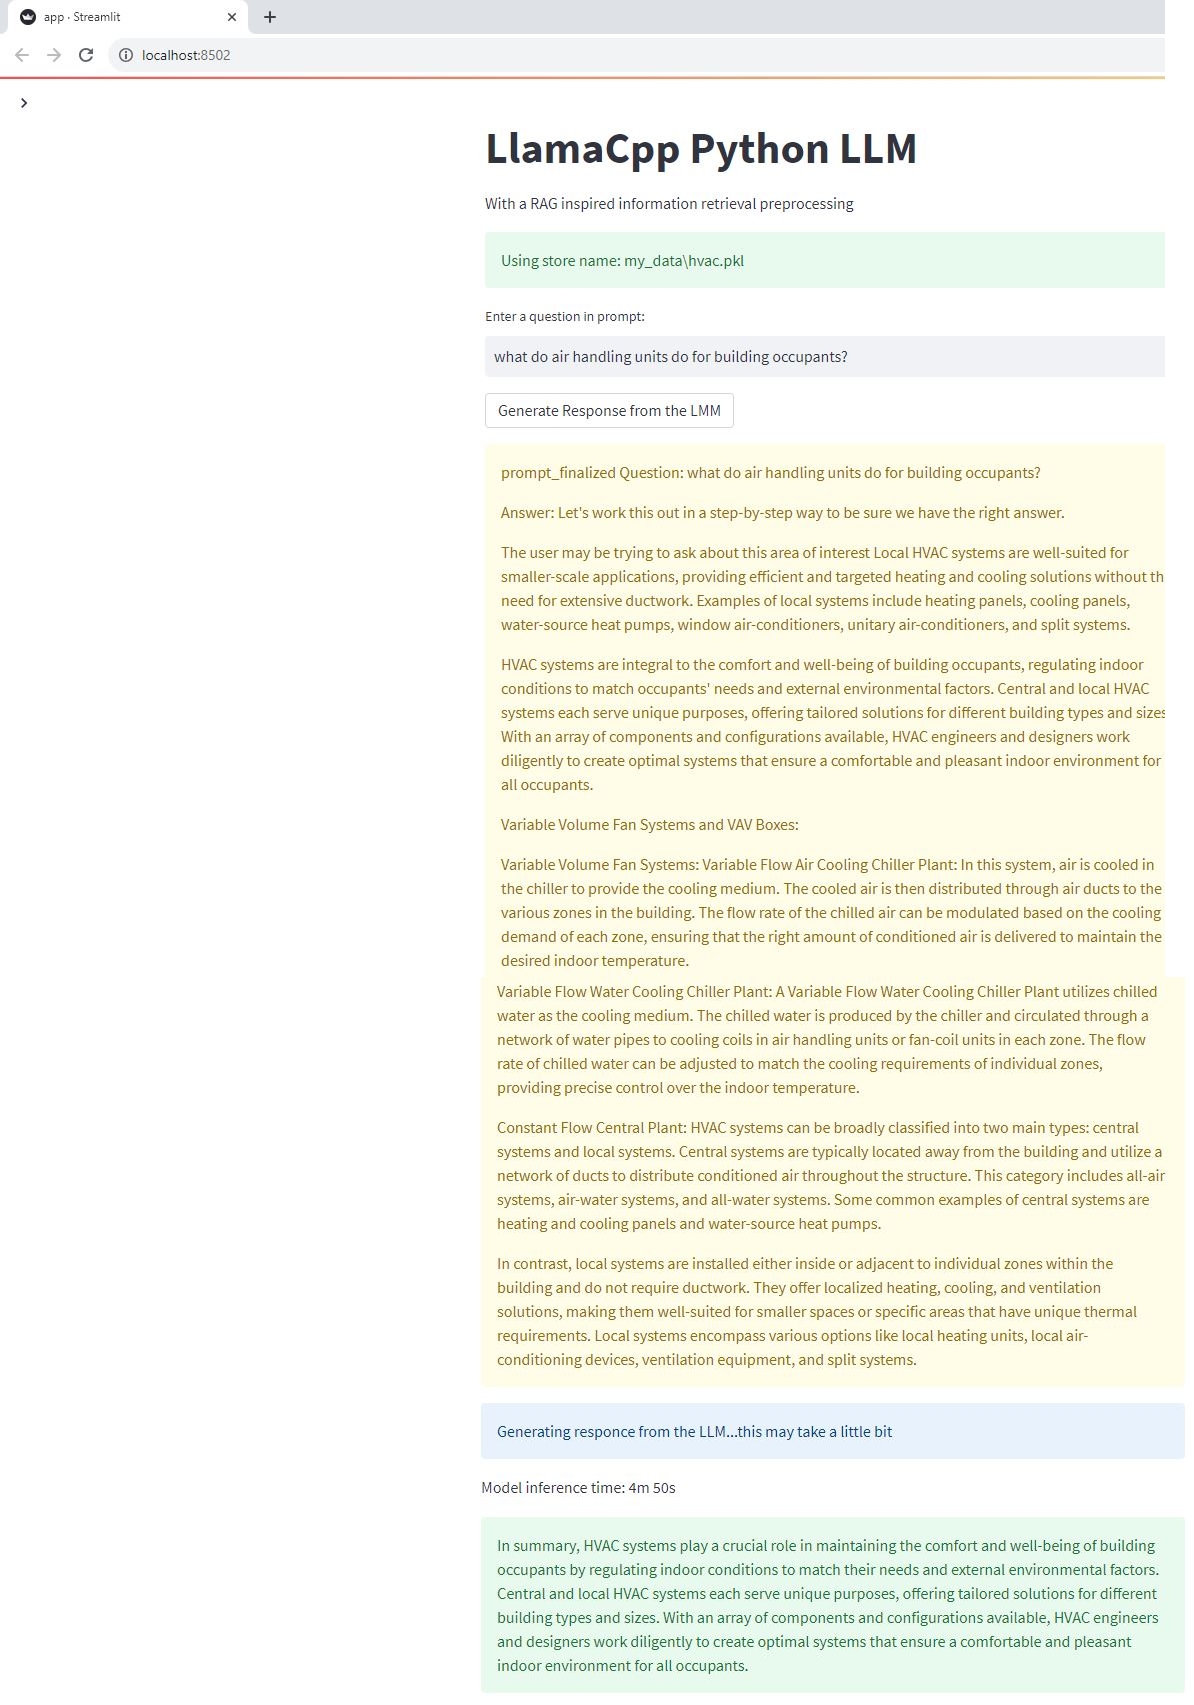 app · Streamlit
localhost:8502
LlamaCpp Python LLM
With a RAG inspired information retrieval preprocessing
Using store name: my_data\hvac.pkl
Enter a question in prompt:
what do air handling units do for building occupants?
Generate Response from the LMM
prompt_finalized Question: what do air handling units do for building occupants?
Answer: Let's work this out in a step-by-step way to be sure we have the right answer.
The user may be trying to ask about this area of interest Local HVAC systems are well-suited for
smaller-scale applications, providing efficient and targeted heating and cooling solutions without th
need for extensive ductwork. Examples of local systems include heating panels, cooling panels,
water-source heat pumps, window air-conditioners, unitary air-conditioners, and split systems.
HVAC systems are integral to the comfort and well-being of building occupants, regulating indoor
conditions to match occupants' needs and external environmental factors. Central and local HVAC
systems each serve unique purposes, offering tailored solutions for different building types and sizes
With an array of components and configurations available, HVAC engineers and designers work
diligently to create optimal systems that ensure a comfortable and pleasant indoor environment for
all occupants.
Variable Volume Fan Systems and VAV Boxes:
Variable Volume Fan Systems: Variable Flow Air Cooling Chiller Plant: In this system, air is cooled in
the chiller to provide the cooling medium. The cooled air is then distributed through air ducts to the
various zones in the building. The flow rate of the chilled air can be modulated based on the cooling
demand of each zone, ensuring that the right amount of conditioned air is delivered to maintain the
desired indoor temperature.
Variable Flow Water Cooling Chiller Plant: A Variable Flow Water Cooling Chiller Plant utilizes chilled
water as the cooling medium. The chilled water is produced by the chiller and circulated through a
network of water pipes to cooling coils in air handling units or fan-coil units in each zone. The flow
rate of chilled water can be adjusted to match the cooling requirements of individual zones,
providing precise control over the indoor temperature.
Constant Flow Central Plant: HVAC systems can be broadly classified into two main types: central
systems and local systems. Central systems are typically located away from the building and utilize a
network of ducts to distribute conditioned air throughout the structure. This category includes all-air
systems, air-water systems, and all-water systems. Some common examples of central systems are
heating and cooling panels and water-source heat pumps.
In contrast, local systems are installed either inside or adjacent to individual zones within the
building and do not require ductwork. They offer localized heating, cooling, and ventilation
solutions, making them well-suited for smaller spaces or specific areas that have unique thermal
requirements. Local systems encompass various options like local heating units, local air-
conditioning devices, ventilation equipment, and split systems.
Generating responce from the LLM...this may take a little bit
Model inference time: 4m 50s
In summary, HVAC systems play a crucial role in maintaining the comfort and well-being of building
occupants by regulating indoor conditions to match their needs and external environmental factors.
Central and local HVAC systems each serve unique purposes, offering tailored solutions for different
building types and sizes. With an array of components and configurations available, HVAC engineers
and designers work diligently to create optimal systems that ensure a comfortable and pleasant
indoor environment for all occupants.